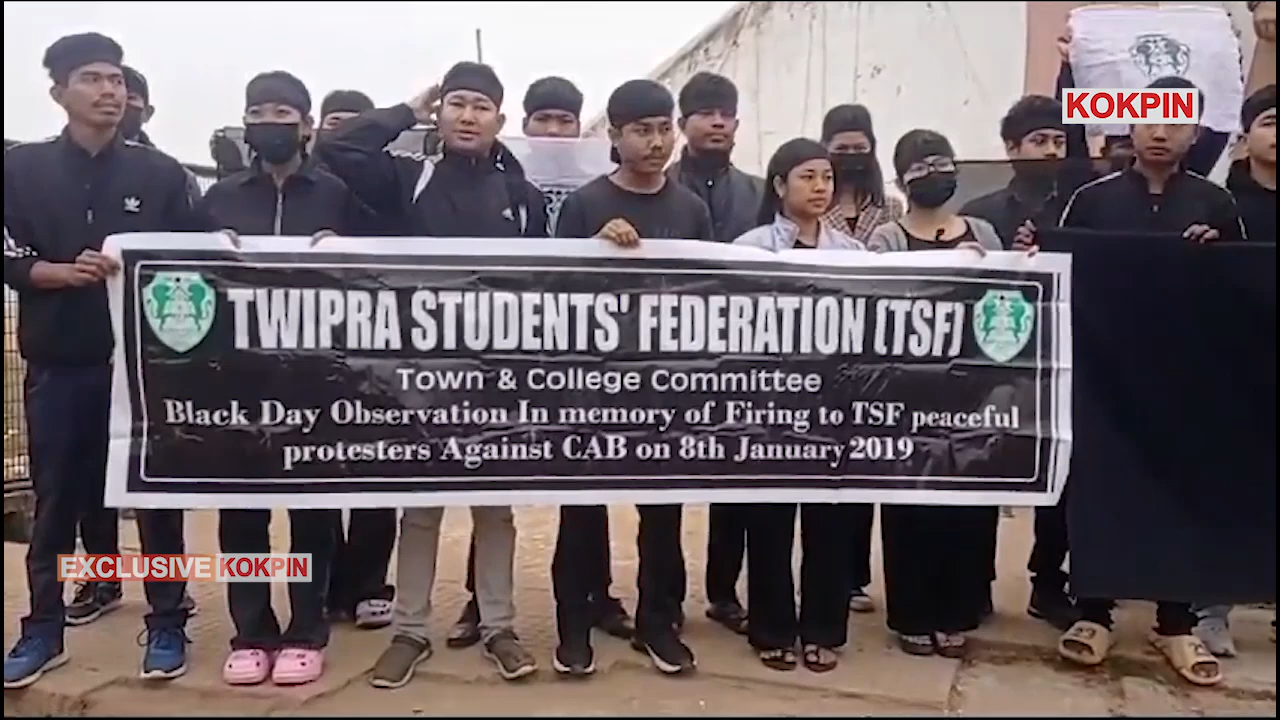 KOKPIN
TWIPRA STUDENTS' FEDERATION (TSF)
Town & College Committee
Black Day Observation In memory of Firing to TSF peaceful
protesters Against CAB on 8th January 2019
EXCLUSIVE KOKPIN